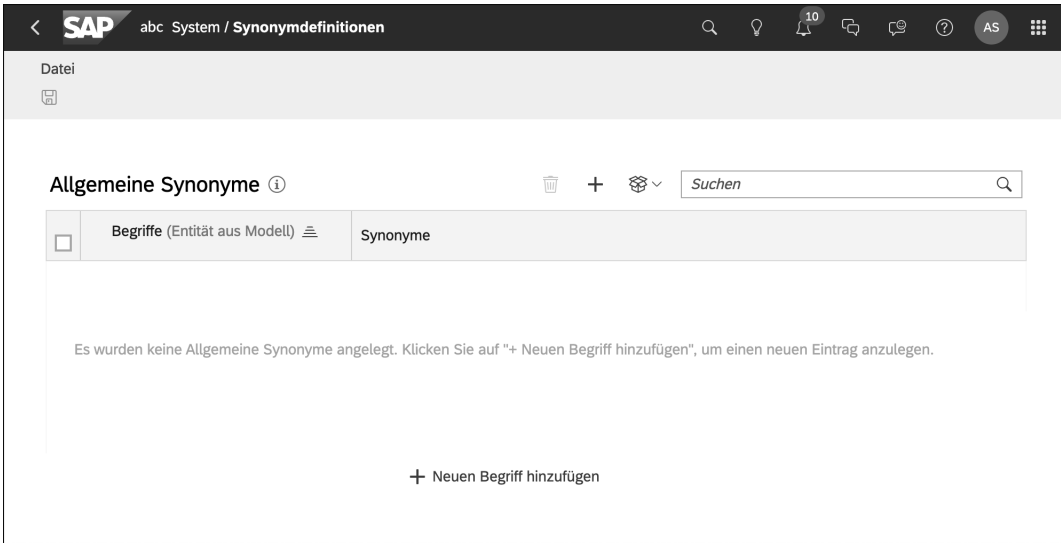 SAP abc System / Synonymdefinitionen 10 AS
Datei
Allgemeine Synonyme Suchen
Begriffe (Entität aus Modell) Synonyme
Es wurden keine Allgemeine Synonyme angelegt. Klicken Sie auf "+ Neuen Begriff hinzufügen", um einen neuen Eintrag anzulegen.
+ Neuen Begriff hinzufügen